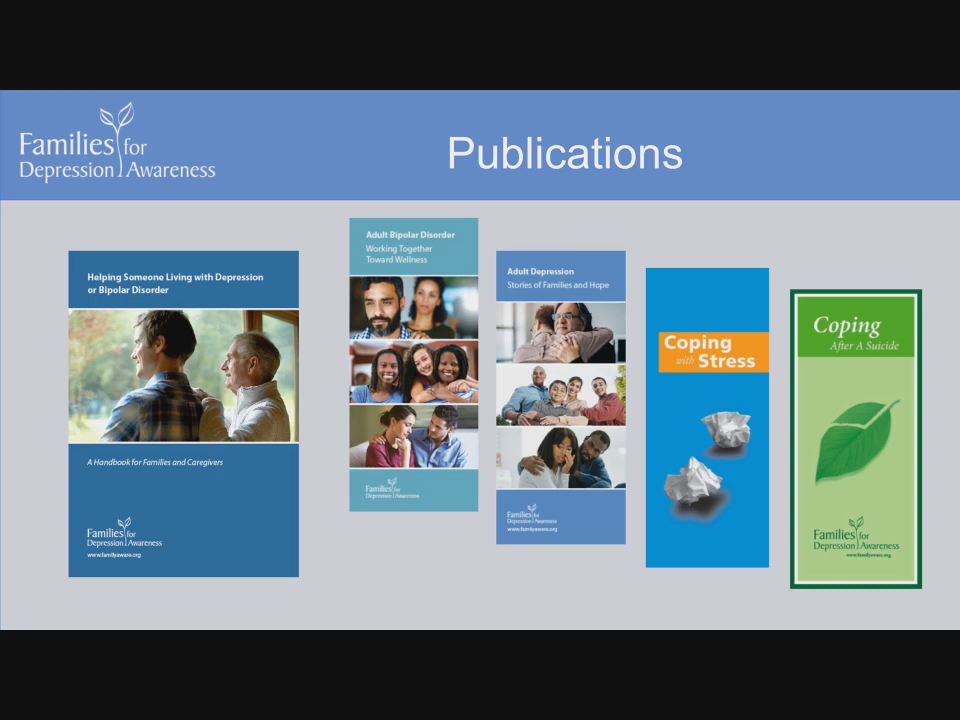 Families for
Depression Awareness
Publications
Helping Someone Living with Depression
or Bipolar Disorder
A Handbook for Families and Caregivers
Families for
Depression Awareness
www.familyaware.org
Adult Bipolar Disorder
Working Together
Toward Wellness
Families for
Depression Awareness
Adult Depression
Stories of Families and Hope
Families for
Depression Awareness
www.familyaware.org
Coping
with Stress
Coping
After A Suicide
Families for
Depression Awareness
www.familyaware.org